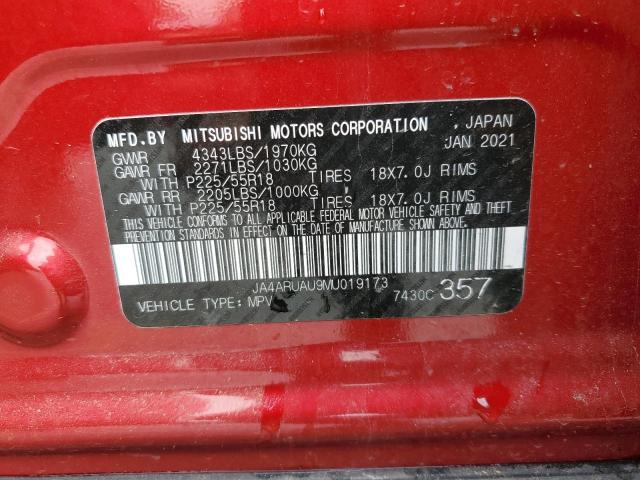 MFD.BY MITSUBISHI MOTORS CORPORATION , JAPAN
JAN 2021
GVWR 4343LBS/1970KG
GAWR FR 2271LBS/1030KG
WITH P225/55R18 TIRES 18X7.0J RIMS
GAWR RR 2205LBS/1000KG
WITH P225/55R18 TIRES 18X7.0J RIMS
THIS VEHICLE CONFORMS TO ALL APPLICABLE FEDERAL MOTOR VEHICLE SAFETY AND THEFT
PREVENTION STANDARDS IN EFFECT ON THE DATE OF MANUFACTURE SHOWN ABOVE.
JA4ARUAU9MU019173
VEHICLE TYPE: MPV 7430C 357